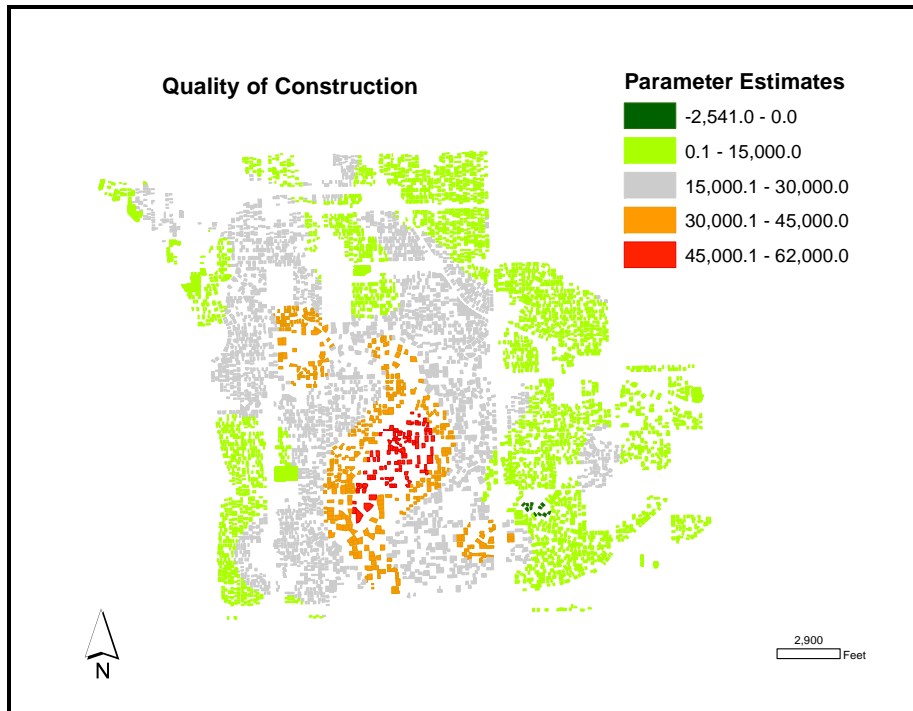 Quality of Construction
Parameter Estimates
-2,541.0 - 0.0
0.1 - 15,000.0
15,000.1 - 30,000.0
30,000.1 - 45,000.0
45,000.1 - 62,000.0
N
2,900
Feet